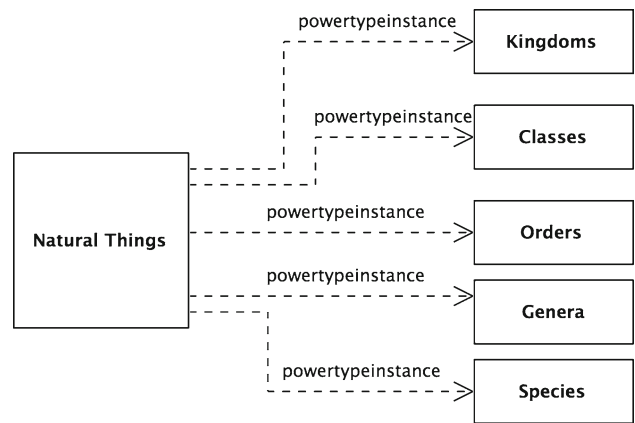 powertypeinstance
Kingdoms
powertypeinstance
Classes
Natural Things
powertypeinstance
Orders
powertypeinstance
Genera
powertypeinstance
Species